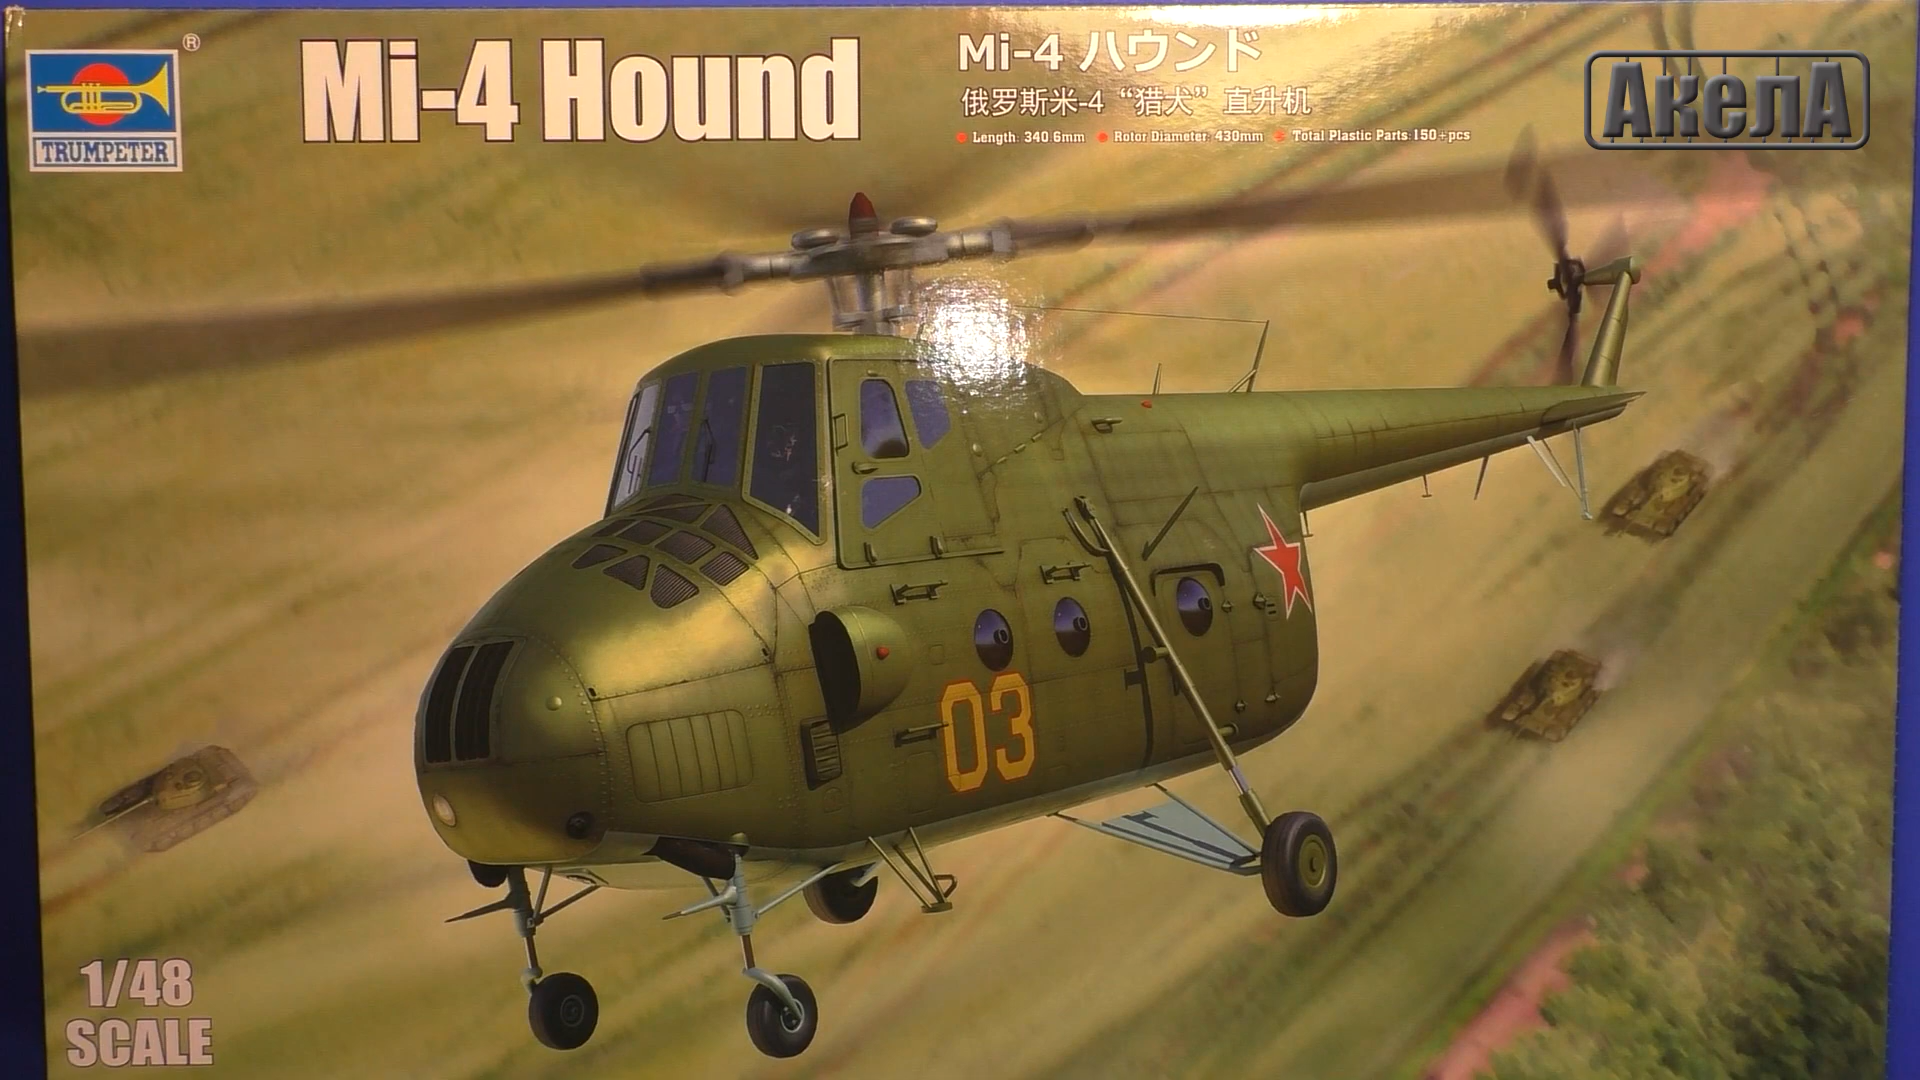 TRUMPETER
®
Mi-4 Hound
Mi-4 ハウンド
俄罗斯米-4 “猎犬” 直升机
Length: 340.6mm Rotor Diameter: 430mm Total Plastic Parts:150+pcs
АкелА
03
1/48
SCALE